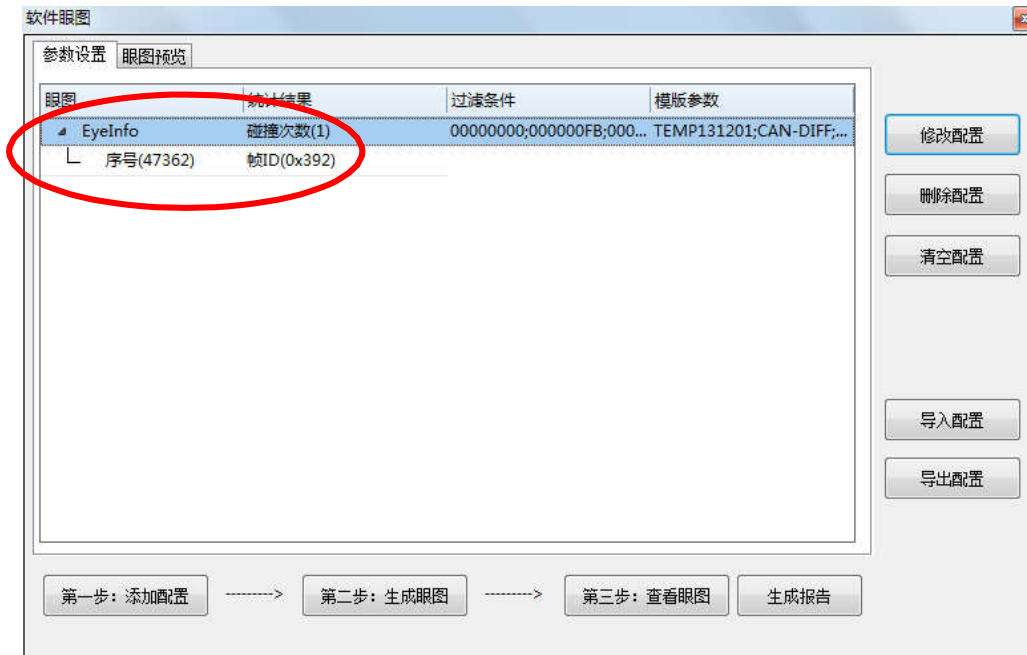 软件眼图
参数设置 眼图预览
眼图 统计结果 过滤条件 模版参数
EyeInfo 碰撞次数(1) 00000000;000000FB;000... TEMP131201;CAN-DIFF;...
序号(47362) 帧ID(0x392)
修改配置
删除配置
清空配置
导入配置
导出配置
第一步：添加配置 ---------> 第二步：生成眼图 ---------> 第三步：查看眼图 生成报告